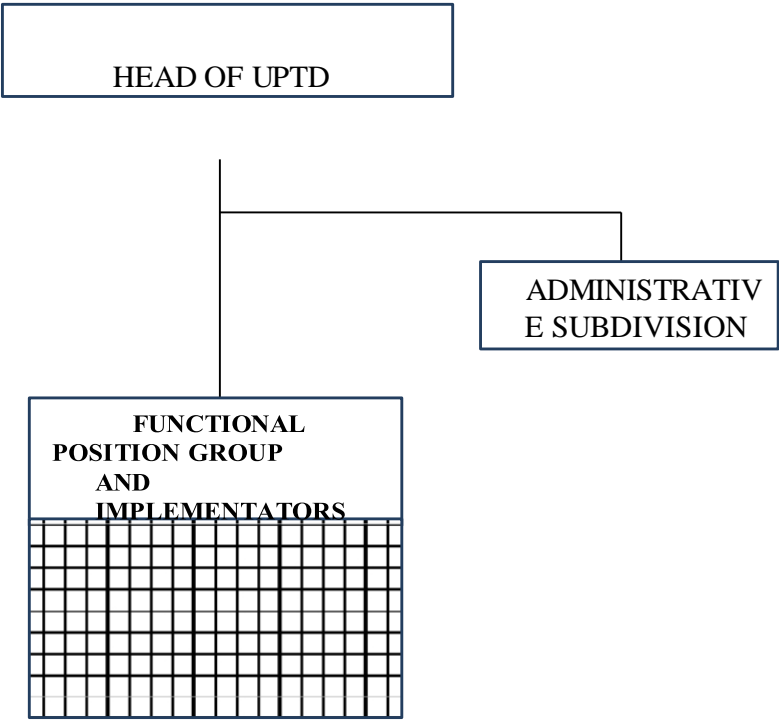 HEAD OF UPTD
ADMINISTRATIV
E SUBDIVISION
FUNCTIONAL
POSITION GROUP
AND
IMPLEMENTATORS